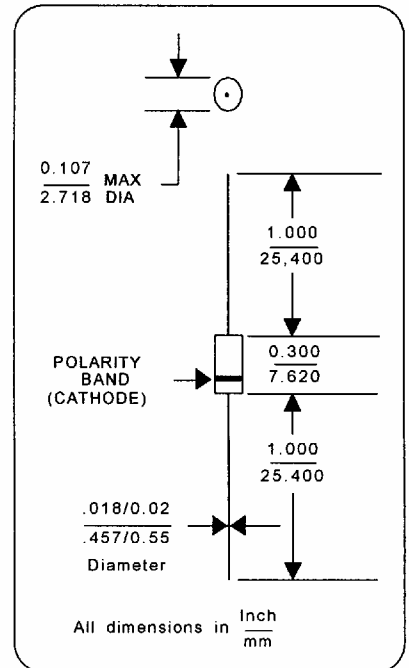 0.107
2.718
MAX
DIA
1.000
25,400
POLARITY
BAND
(CATHODE)
0.300
7.620
1.000
25.400
.018/0.02
.457/0.55
Diameter
All dimensions in Inch
mm